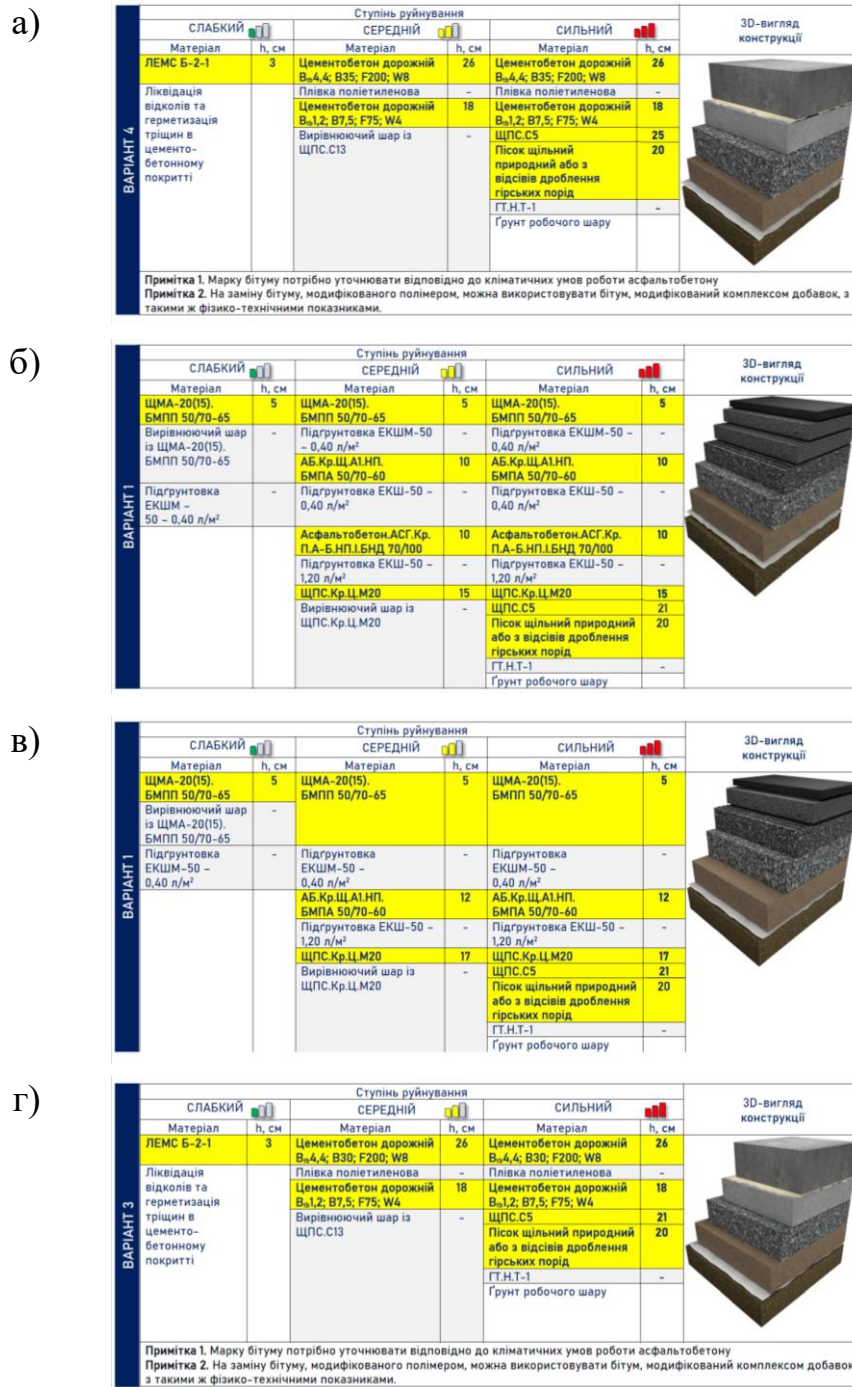 а)
Ступінь руйнування
СЛАБКИЙ СЕРЕДНІЙ СИЛЬНИЙ 3D-вигляд конструкції
Матеріал h, см Матеріал h, см Матеріал h, см
ВАРІАНТ 4
ЛЕМС Б-2-1 3
Ліквідація
відколів та
герметизація
тріщин в
цементо-
бетонному
покритті
Цементобетон дорожній 26
Btb4,4; B35; F200; W8
Плівка поліетиленова -
Цементобетон дорожній 18
Btb1,2; B7,5; F75; W4
Вирівнюючий шар із -
ЩПС.С13
Цементобетон дорожній 26
Btb4,4; B35; F200; W8
Плівка поліетиленова -
Цементобетон дорожній 18
Btb1,2; B7,5; F75; W4
ЩПС.С5 25
Пісок щільний 20
природний або з
відсівів дроблення
гірських порід
ГТ.Н.Т-1 -
Ґрунт робочого шару
Примітка 1. Марку бітуму потрібно уточнювати відповідно до кліматичних умов роботи асфальтобетону
Примітка 2. На заміну бітуму, модифікованого полімером, можна використовувати бітум, модифікований комплексом добавок, з
такими ж фізико-технічними показниками.
б)
Ступінь руйнування
СЛАБКИЙ СЕРЕДНІЙ СИЛЬНИЙ 3D-вигляд конструкції
Матеріал h, см Матеріал h, см Матеріал h, см
ВАРІАНТ 1
ЩМА-20(15). 5
БМПП 50/70-65
Вирівнюючий шар -
із ЩМА-20(15).
БМПП 50/70-65
Підґрунтовка -
ЕКШМ –
50 – 0,40 л/м²
ЩМА-20(15). 5
БМПП 50/70-65
Підґрунтовка ЕКШМ-50 -
– 0,40 л/м²
АБ.Кр.Щ.А1.НП. 10
БМПА 50/70-60
Підґрунтовка ЕКШ-50 – -
0,40 л/м²
Асфальтобетон.АСГ.Кр. 10
П.А-Б.НП.І.БНД 70/100
Підґрунтовка ЕКШ-50 – -
1,20 л/м²
ЩПС.Кр.Ц.М20 15
Вирівнюючий шар із -
ЩПС.Кр.Ц.М20
ЩМА-20(15). 5
БМПП 50/70-65
Підґрунтовка ЕКШМ-50 – -
0,40 л/м²
АБ.Кр.Щ.А1.НП. 10
БМПА 50/70-60
Підґрунтовка ЕКШ-50 – -
0,40 л/м²
Асфальтобетон.АСГ.Кр. 10
П.А-Б.НП.І.БНД 70/100
Підґрунтовка ЕКШ-50 – -
1,20 л/м²
ЩПС.Кр.Ц.М20 15
ЩПС.С5 21
Пісок щільний природний 20
або з відсівів дроблення
гірських порід
ГТ.Н.Т-1 -
Ґрунт робочого шару
в)
Ступінь руйнування
СЛАБКИЙ СЕРЕДНІЙ СИЛЬНИЙ 3D-вигляд конструкції
Матеріал h, см Матеріал h, см Матеріал h, см
ВАРІАНТ 1
ЩМА-20(15). 5
БМПП 50/70-65
Вирівнюючий шар -
із ЩМА-20(15).
БМПП 50/70-65
Підґрунтовка -
ЕКШМ-50 –
0,40 л/м²
ЩМА-20(15). 5
БМПП 50/70-65
Підґрунтовка -
ЕКШМ-50 –
0,40 л/м²
АБ.Кр.Щ.А1.НП. 12
БМПА 50/70-60
Підґрунтовка ЕКШ-50 – -
1,20 л/м²
ЩПС.Кр.Ц.М20 17
Вирівнюючий шар із -
ЩПС.Кр.Ц.М20
ЩМА-20(15). 5
БМПП 50/70-65
Підґрунтовка -
ЕКШМ-50 –
0,40 л/м²
АБ.Кр.Щ.А1.НП. 12
БМПА 50/70-60
Підґрунтовка ЕКШ-50 – -
1,20 л/м²
ЩПС.Кр.Ц.М20 17
ЩПС.С5 21
Пісок щільний природний 20
або з відсівів дроблення
гірських порід
ГТ.Н.Т-1 -
Ґрунт робочого шару
г)
Ступінь руйнування
СЛАБКИЙ СЕРЕДНІЙ СИЛЬНИЙ 3D-вигляд конструкції
Матеріал h, см Матеріал h, см Матеріал h, см
ВАРІАНТ 3
ЛЕМС Б-2-1 3
Ліквідація
відколів та
герметизація
тріщин в
цементо-
бетонному
покритті
Цементобетон дорожній 26
Btb4,4; B30; F200; W8
Плівка поліетиленова -
Цементобетон дорожній 18
Btb1,2; B7,5; F75; W4
Вирівнюючий шар із -
ЩПС.С13
Цементобетон дорожній 26
Btb4,4; B30; F200; W8
Плівка поліетиленова -
Цементобетон дорожній 18
Btb1,2; B7,5; F75; W4
ЩПС.С5 21
Пісок щільний природний 20
або з відсівів дроблення
гірських порід
ГТ.Н.Т-1 -
Ґрунт робочого шару
Примітка 1. Марку бітуму потрібно уточнювати відповідно до кліматичних умов роботи асфальтобетону
Примітка 2. На заміну бітуму, модифікованого полімером, можна використовувати бітум, модифікований комплексом добавок,
з такими ж фізико-технічними показниками.